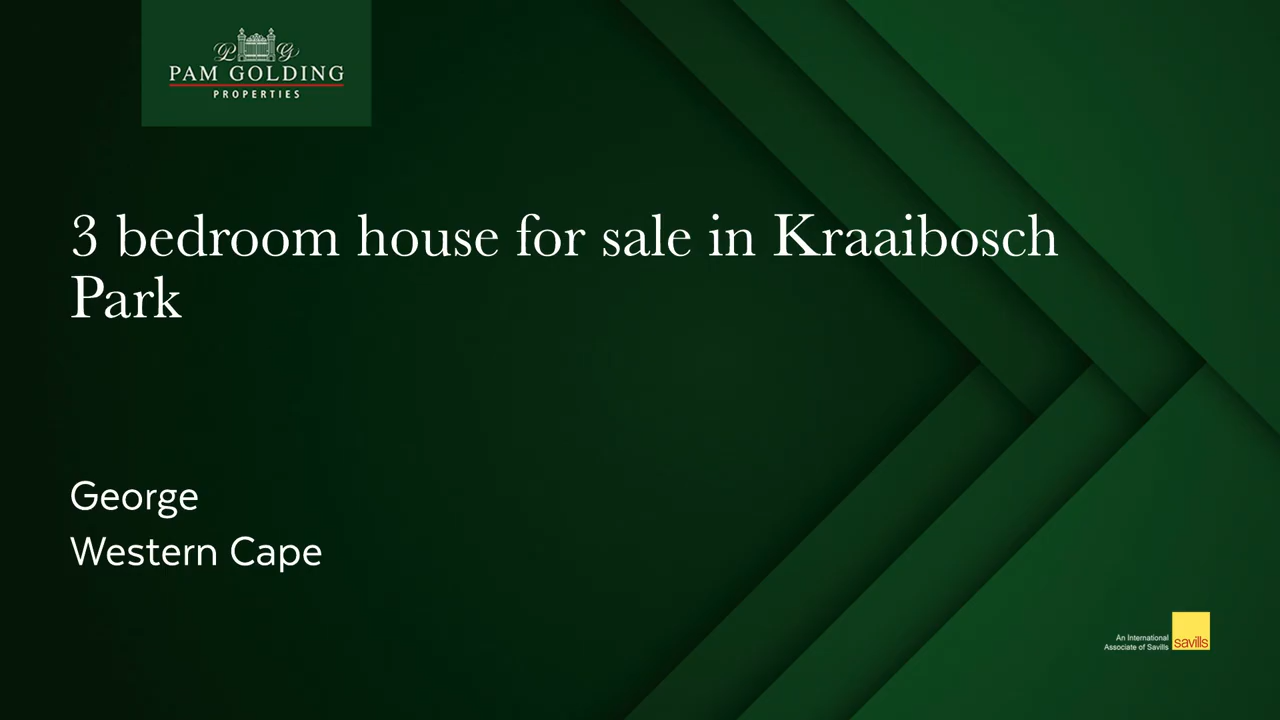 P G
PAM GOLDING
PROPERTIES
3 bedroom house for sale in Kraaibosch
Park
George
Western Cape
An International
Associate of Savills
savills